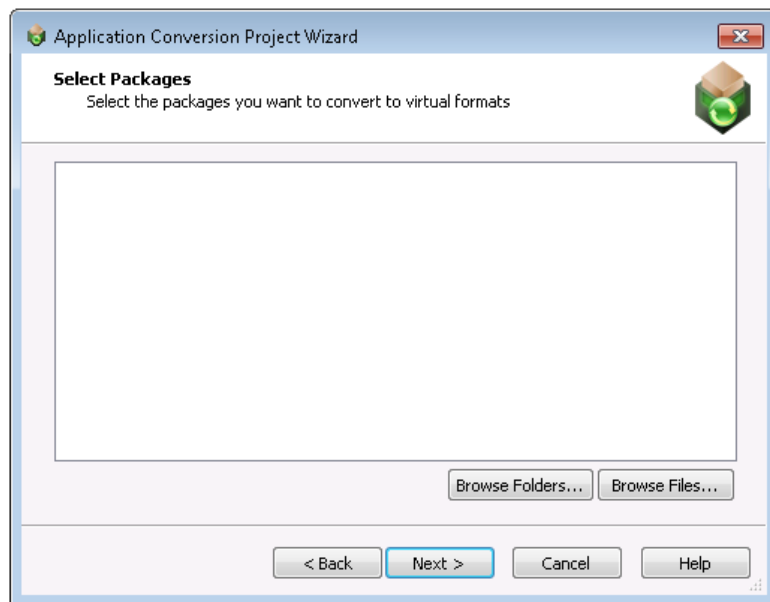 Application Conversion Project Wizard
Select Packages
Select the packages you want to convert to virtual formats
Browse Folders... Browse Files...
< Back Next > Cancel Help